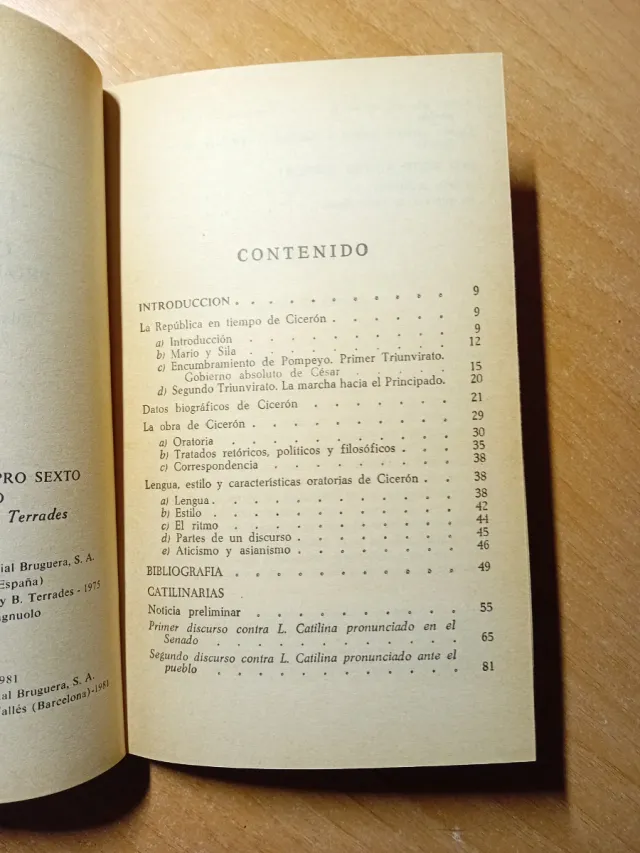 PRO SEXTO
O
Terrades
ial Bruguera, S. A.
España)
y B. Terrades - 1975
agnuolo
1981
ial Bruguera, S. A.
Vallés (Barcelona)-1981
CONTENIDO
INTRODUCCION . . . . . . . . . . . 9
La República en tiempo de Cicerón . . . . . . 9
a) Introducción . . . . . . . . . 9
b) Mario y Sila . . . . . . . . . 12
c) Encumbramiento de Pompeyo. Primer Triunvirato.
Gobierno absoluto de César . . . . . 15
d) Segundo Triunvirato. La marcha hacia el Principado. 20
Datos biográficos de Cicerón . . . . . . . 21
La obra de Cicerón . . . . . . . . . . 29
a) Oratoria . . . . . . . . . . 30
b) Tratados retóricos, políticos y filosóficos . . . 35
c) Correspondencia . . . . . . . . 38
Lengua, estilo y características oratorias de Cicerón . . 38
a) Lengua . . . . . . . . . . 38
b) Estilo . . . . . . . . . . 42
c) El ritmo . . . . . . . . . . 44
d) Partes de un discurso . . . . . . . 45
e) Aticismo y asianismo . . . . . . . 46
BIBLIOGRAFIA . . . . . . . . . . . 49
CATILINARIAS
Noticia preliminar . . . . . . . . . . 55
Primer discurso contra L. Catilina pronunciado en el
Senado . . . . . . . . . . . 65
Segundo discurso contra L. Catilina pronunciado ante el
pueblo . . . . . . . . . . . 81